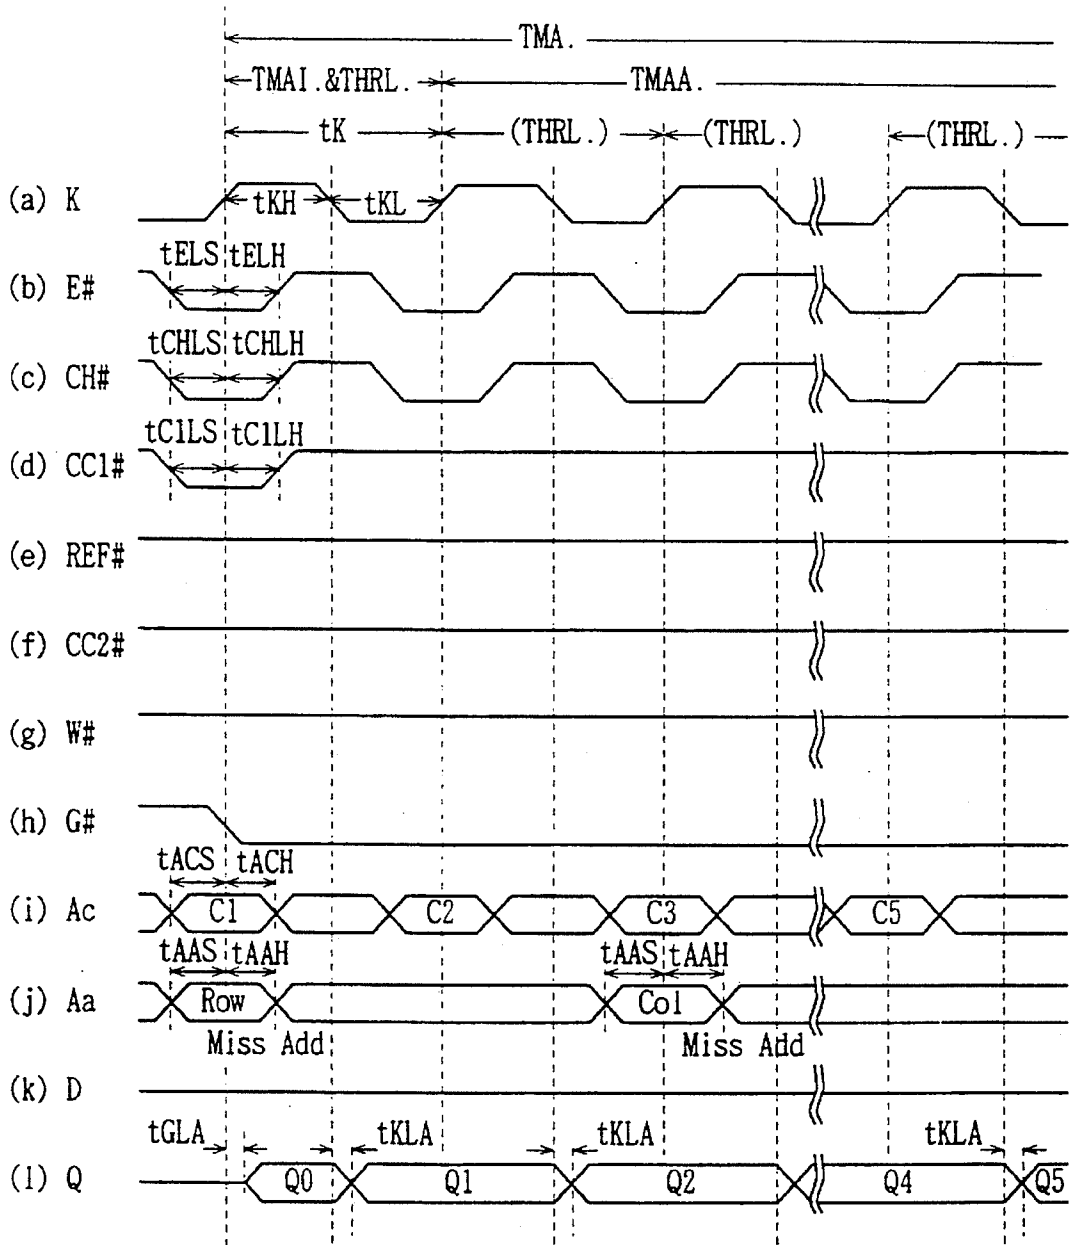 TMA.
TMAI.&THRL. TMAA.
tK (THRL.) (THRL.) (THRL.)
(a) K tKH tKL
tELS tELH
(b) E#
tCHLS tCHLH
(c) CH#
tC1LS tC1LH
(d) CC1#
(e) REF#
(f) CC2#
(g) W#
(h) G#
tACS tACH
(i) Ac C1 C2 C3 C5
tAAS tAAH tAAS tAAH
(j) Aa Row Col
Miss Add Miss Add
(k) D
tGLA tKLA tKLA tKLA
(l) Q Q0 Q1 Q2 Q4 Q5